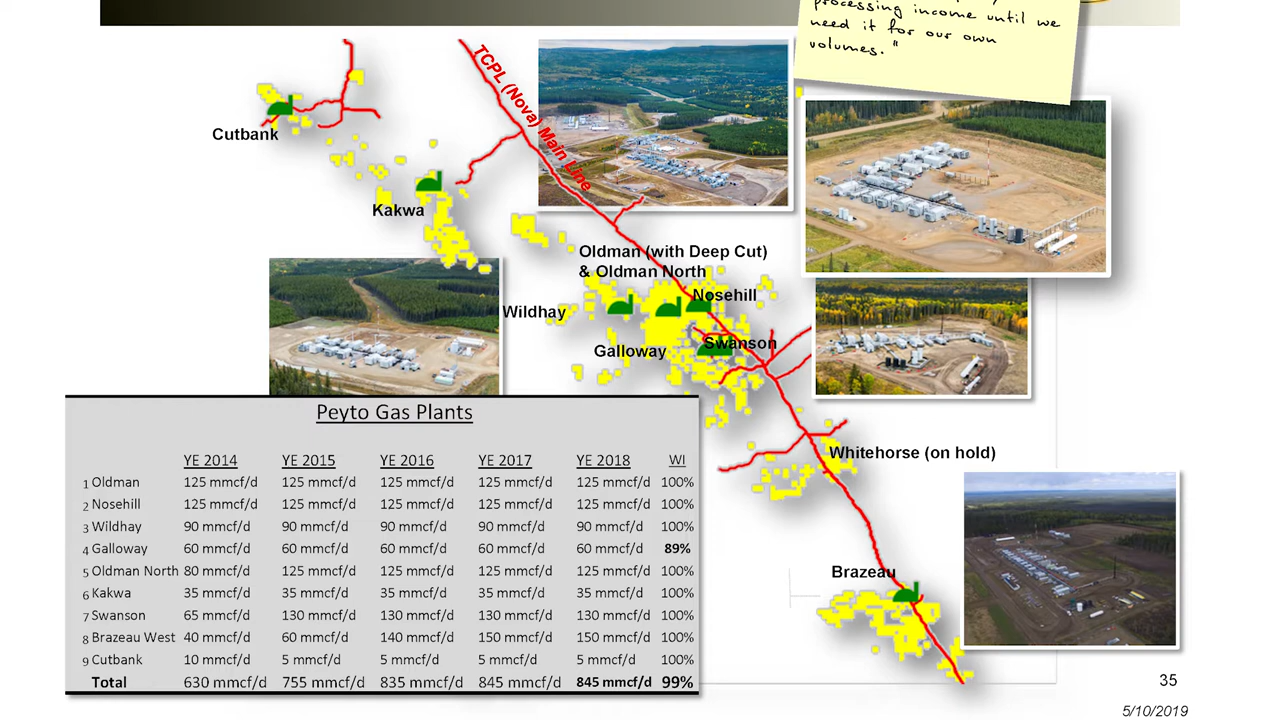 processing income until we
need it for our own
volumes."
TCPL (Nova) Main Line
Cutbank
Kakwa
Oldman (with Deep Cut)
& Oldman North
Nosehill
Wildhay
Swanson
Galloway
Whitehorse (on hold)
Brazeau
Peyto Gas Plants
YE 2014 YE 2015 YE 2016 YE 2017 YE 2018 WI
1 Oldman 125 mmcf/d 125 mmcf/d 125 mmcf/d 125 mmcf/d 125 mmcf/d 100%
2 Nosehill 125 mmcf/d 125 mmcf/d 125 mmcf/d 125 mmcf/d 125 mmcf/d 100%
3 Wildhay 90 mmcf/d 90 mmcf/d 90 mmcf/d 90 mmcf/d 90 mmcf/d 100%
4 Galloway 60 mmcf/d 60 mmcf/d 60 mmcf/d 60 mmcf/d 60 mmcf/d 89%
5 Oldman North 80 mmcf/d 125 mmcf/d 125 mmcf/d 125 mmcf/d 125 mmcf/d 100%
6 Kakwa 35 mmcf/d 35 mmcf/d 35 mmcf/d 35 mmcf/d 35 mmcf/d 100%
7 Swanson 65 mmcf/d 130 mmcf/d 130 mmcf/d 130 mmcf/d 130 mmcf/d 100%
8 Brazeau West 40 mmcf/d 60 mmcf/d 140 mmcf/d 150 mmcf/d 150 mmcf/d 100%
9 Cutbank 10 mmcf/d 5 mmcf/d 5 mmcf/d 5 mmcf/d 5 mmcf/d 100%
Total 630 mmcf/d 755 mmcf/d 835 mmcf/d 845 mmcf/d 845 mmcf/d 99%
35
5/10/2019